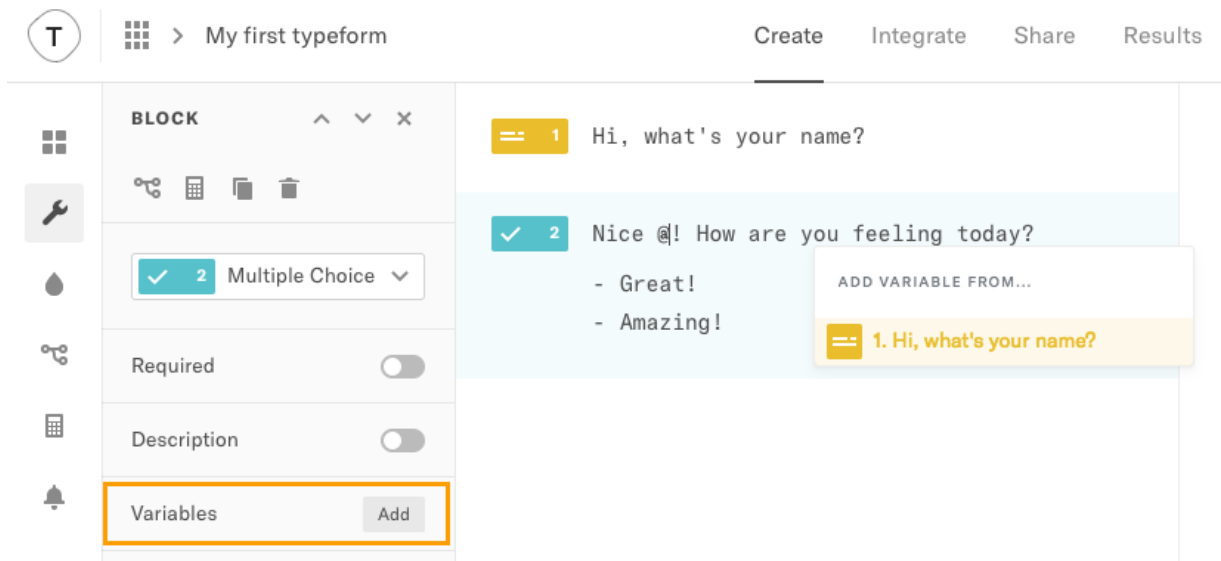 T
My first typeform
Create Integrate Share Results
BLOCK
2 Multiple Choice
Required
Description
Variables
Add
1 Hi, what's your name?
2 Nice @! How are you feeling today?
- Great!
- Amazing!
ADD VARIABLE FROM...
1. Hi, what's your name?